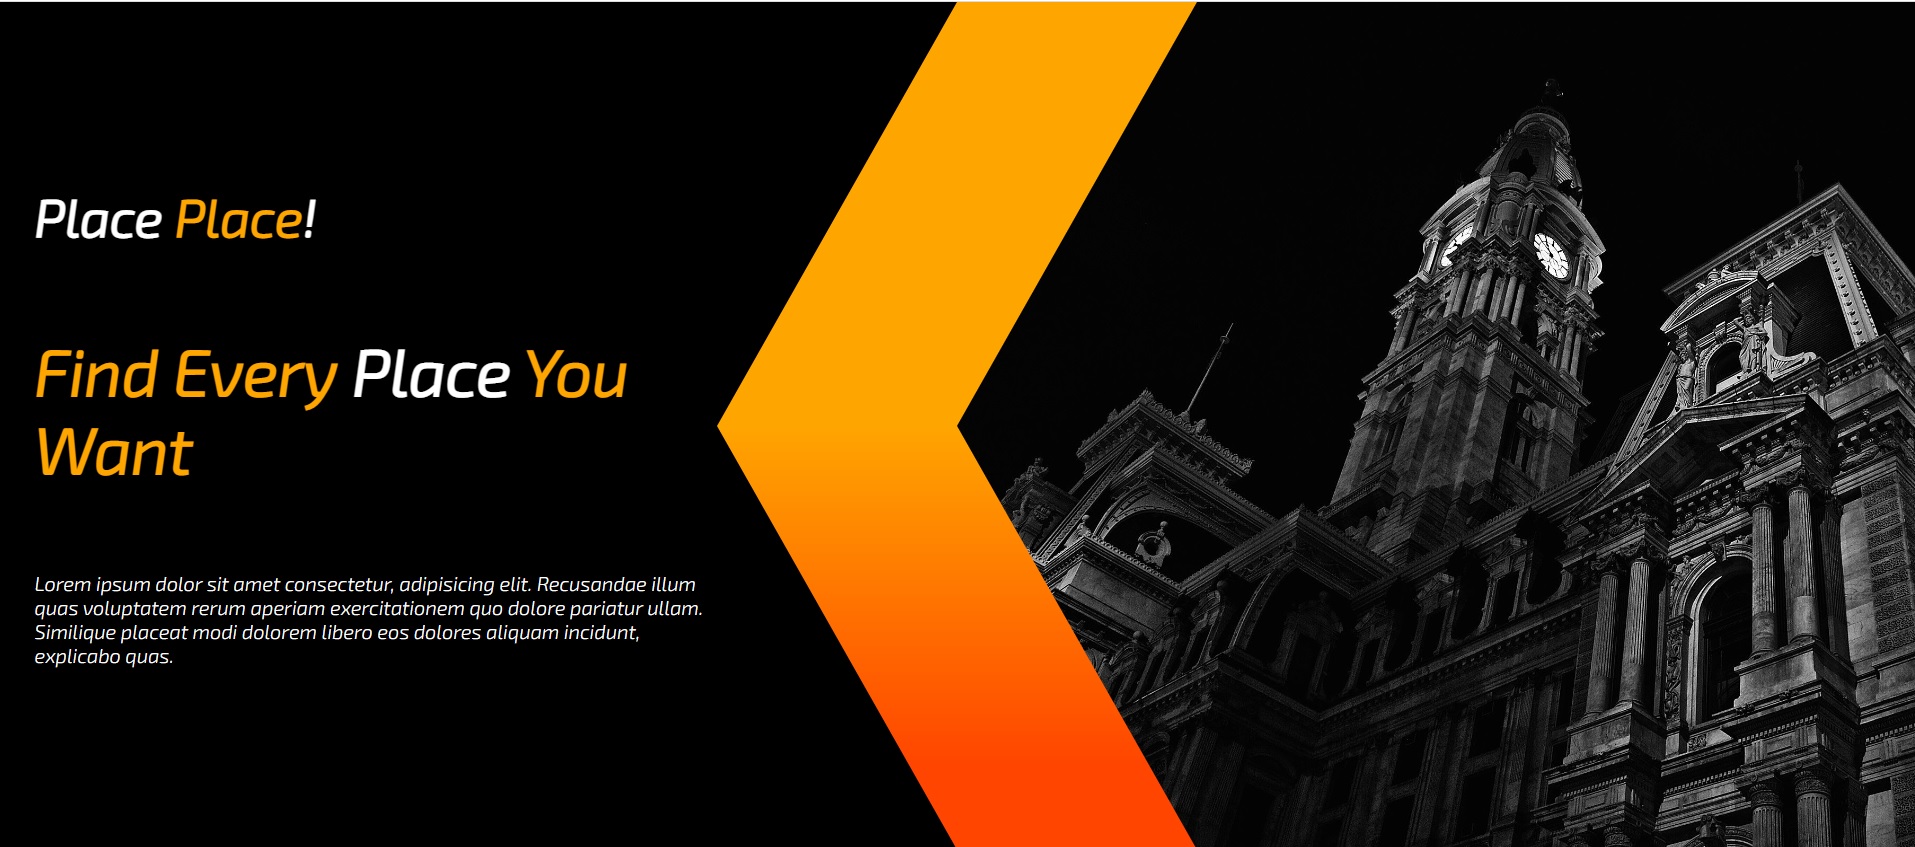 Place Place!
Find Every Place You
Want
Lorem ipsum dolor sit amet consectetur, adipisicing elit. Recusandae illum
quas voluptatem rerum aperiam exercitationem quo dolore pariatur ullam.
Similique placeat modi dolorem libero eos dolores aliquam incidunt,
explicabo quas.